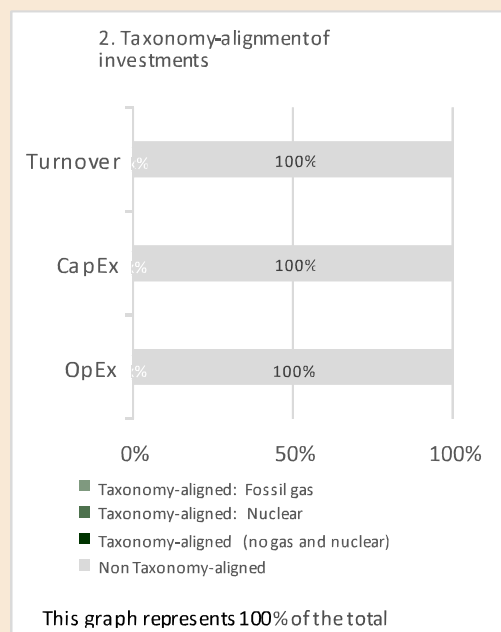 2. Taxonomy-alignment of
investments
Turnover 100%
CapEx 100%
OpEx 100%
0% 50% 100%
Taxonomy-aligned: Fossil gas
Taxonomy-aligned: Nuclear
Taxonomy-aligned (no gas and nuclear)
Non Taxonomy-aligned
This graph represents 100% of the total